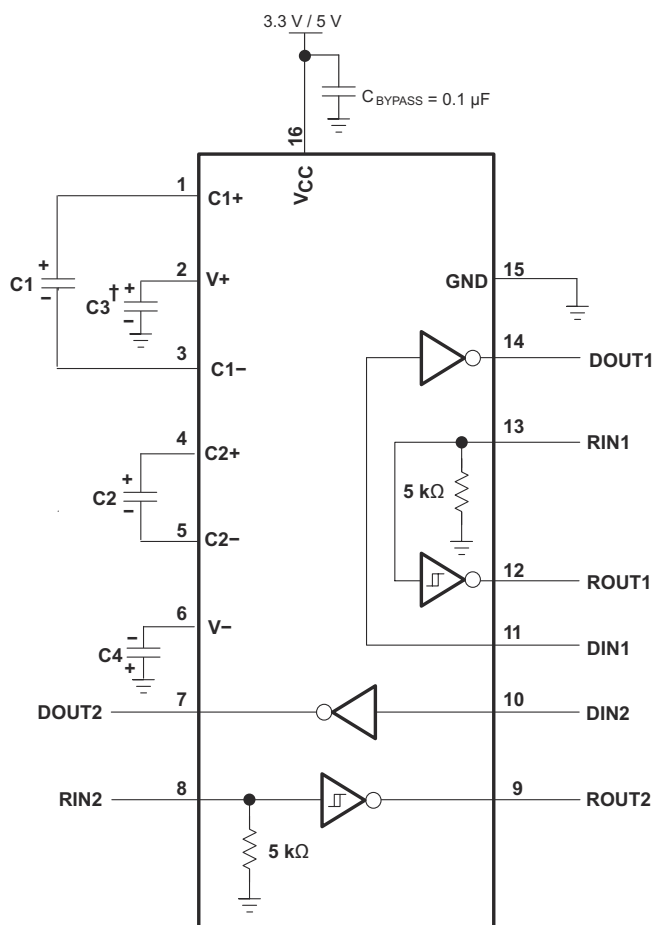 3.3 V / 5 V
C BYPASS = 0.1 µF
16
VCC
1
C1+
+
C1
−
2
V+
† +
C3
−
GND
15
3
C1−
14
DOUT1
4
C2+
13
RIN1
+
C2
−
5 kΩ
5
C2−
12
ROUT1
6
V−
−
C4
+
11
DIN1
DOUT2
7
10
DIN2
RIN2
8
9
ROUT2
5 kΩ